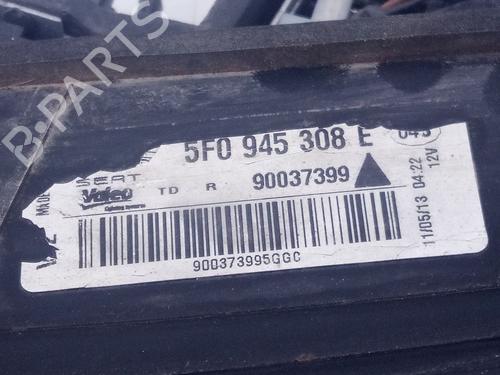 B-PARTS
5F0 945 308 E
SEAT
Valeo
TD R 90037399
900373995GGC
11/05/13 04:22
12V